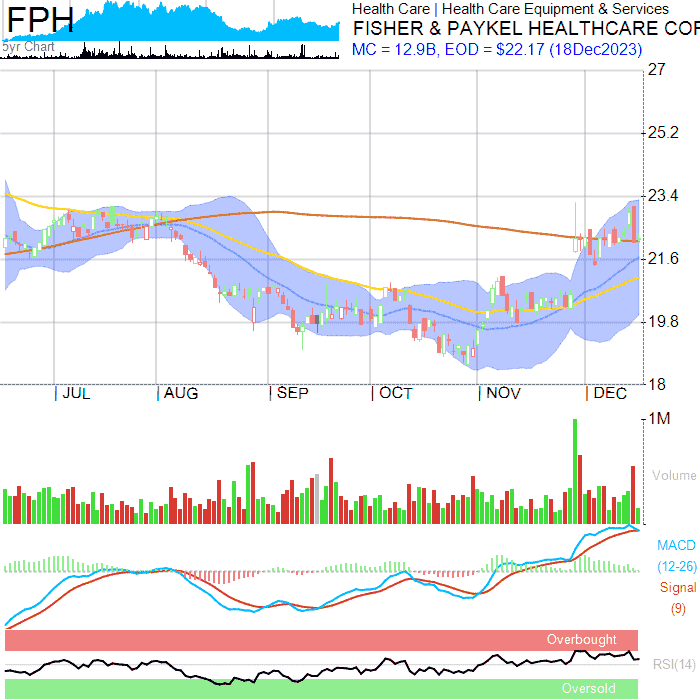 FPH
5yr Chart
Health Care | Health Care Equipment & Services
FISHER & PAYKEL HEALTHCARE COR
MC = 12.9B, EOD = $22.17 (18Dec2023)
27
25.2
23.4
21.6
19.8
18
JUL AUG SEP OCT NOV DEC
1M
Volume
MACD
(12-26)
Signal
(9)
Overbought
RSI(14)
Oversold